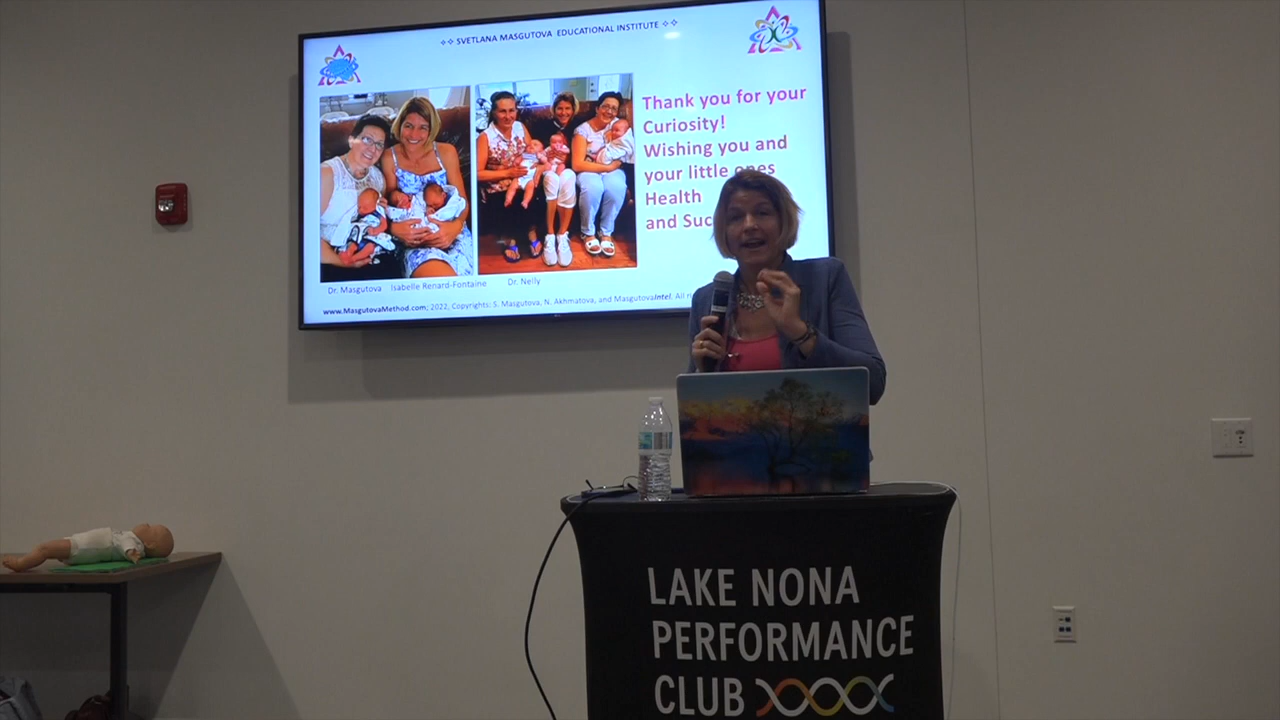 ❖❖ SVETLANA MASGUTOVA EDUCATIONAL INSTITUTE ❖❖
Thank you for your
Curiosity!
Wishing you and
your little ones
Health
and Suc
Dr. Masgutova Isabelle Renard-Fontaine Dr. Nelly
www.MasgutovaMethod.com; 2022, Copyrights: S. Masgutova, N. Akhmatova, and MasgutovaIntel. All
LAKE NONA
PERFORMANCE
CLUB